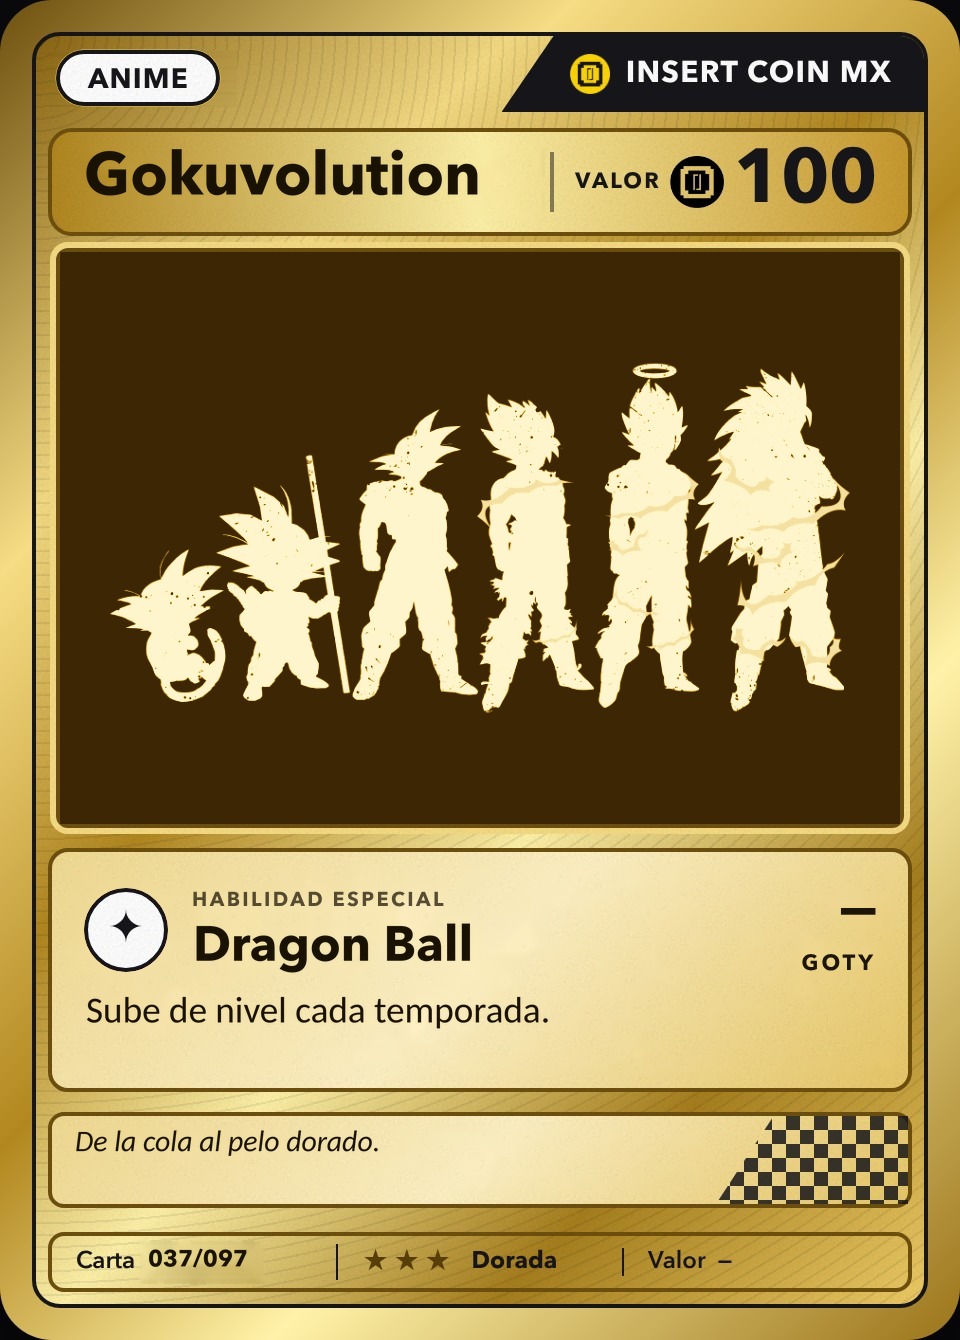 ANIME
INSERT COIN MX
Gokuvolution
VALOR 100
HABILIDAD ESPECIAL
Dragon Ball
–
GOTY
Sube de nivel cada temporada.
De la cola al pelo dorado.
Carta 037/097 ★★★ Dorada Valor –